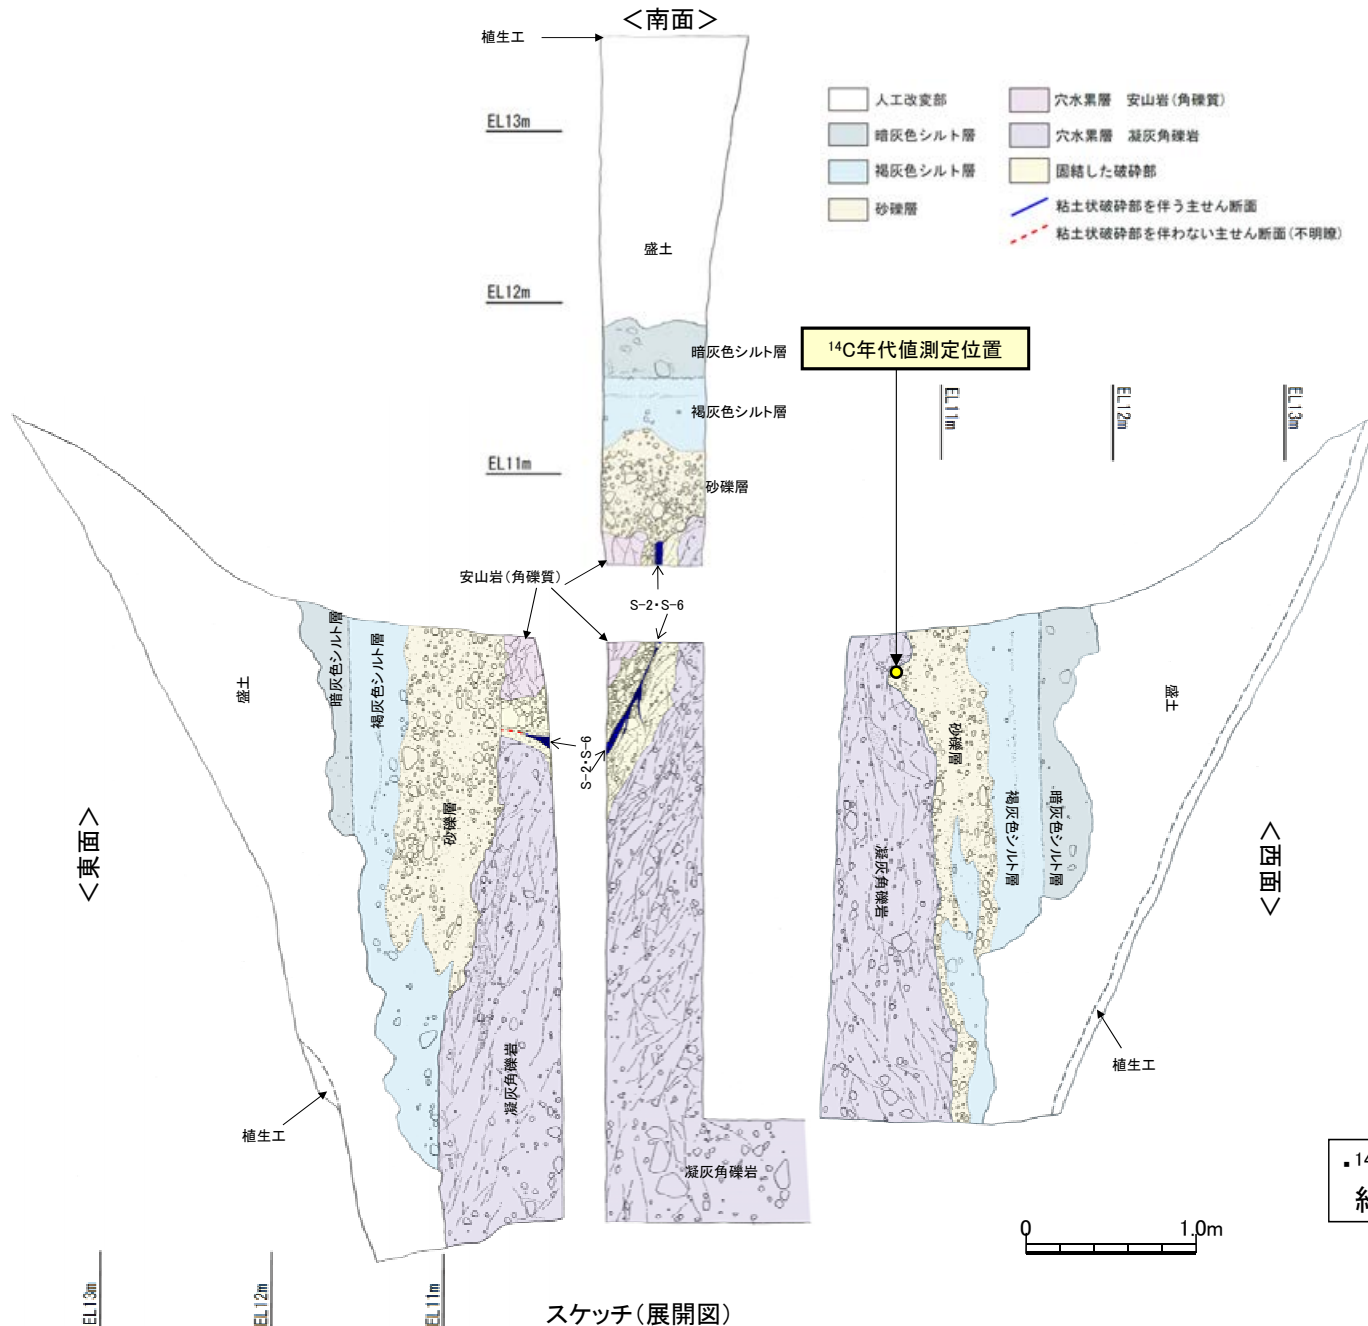 <南面>
植生工
EL13m
盛土
EL12m
暗灰色シルト層
褐灰色シルト層
EL11m
砂礫層
安山岩(角礫質)
S-2・S-6
人工改変部
暗灰色シルト層
褐灰色シルト層
砂礫層
穴水累層 安山岩(角礫質)
穴水累層 凝灰角礫岩
固結した破砕部
粘土状破砕部を伴う主せん断面
粘土状破砕部を伴わない主せん断面(不明瞭)
¹⁴C年代値測定位置
EL11m
EL12m
EL13m
<東面>
盛土
暗灰色シルト層
褐灰色シルト層
砂礫層
凝灰角礫岩
S-2・S-6
植生工
凝灰角礫岩
凝灰角礫岩
砂礫層
褐灰色シルト層
暗灰色シルト層
盛土
<西面>
植生工
▪14
0 1.0m
EL13m
EL12m
EL11m
スケッチ(展開図)